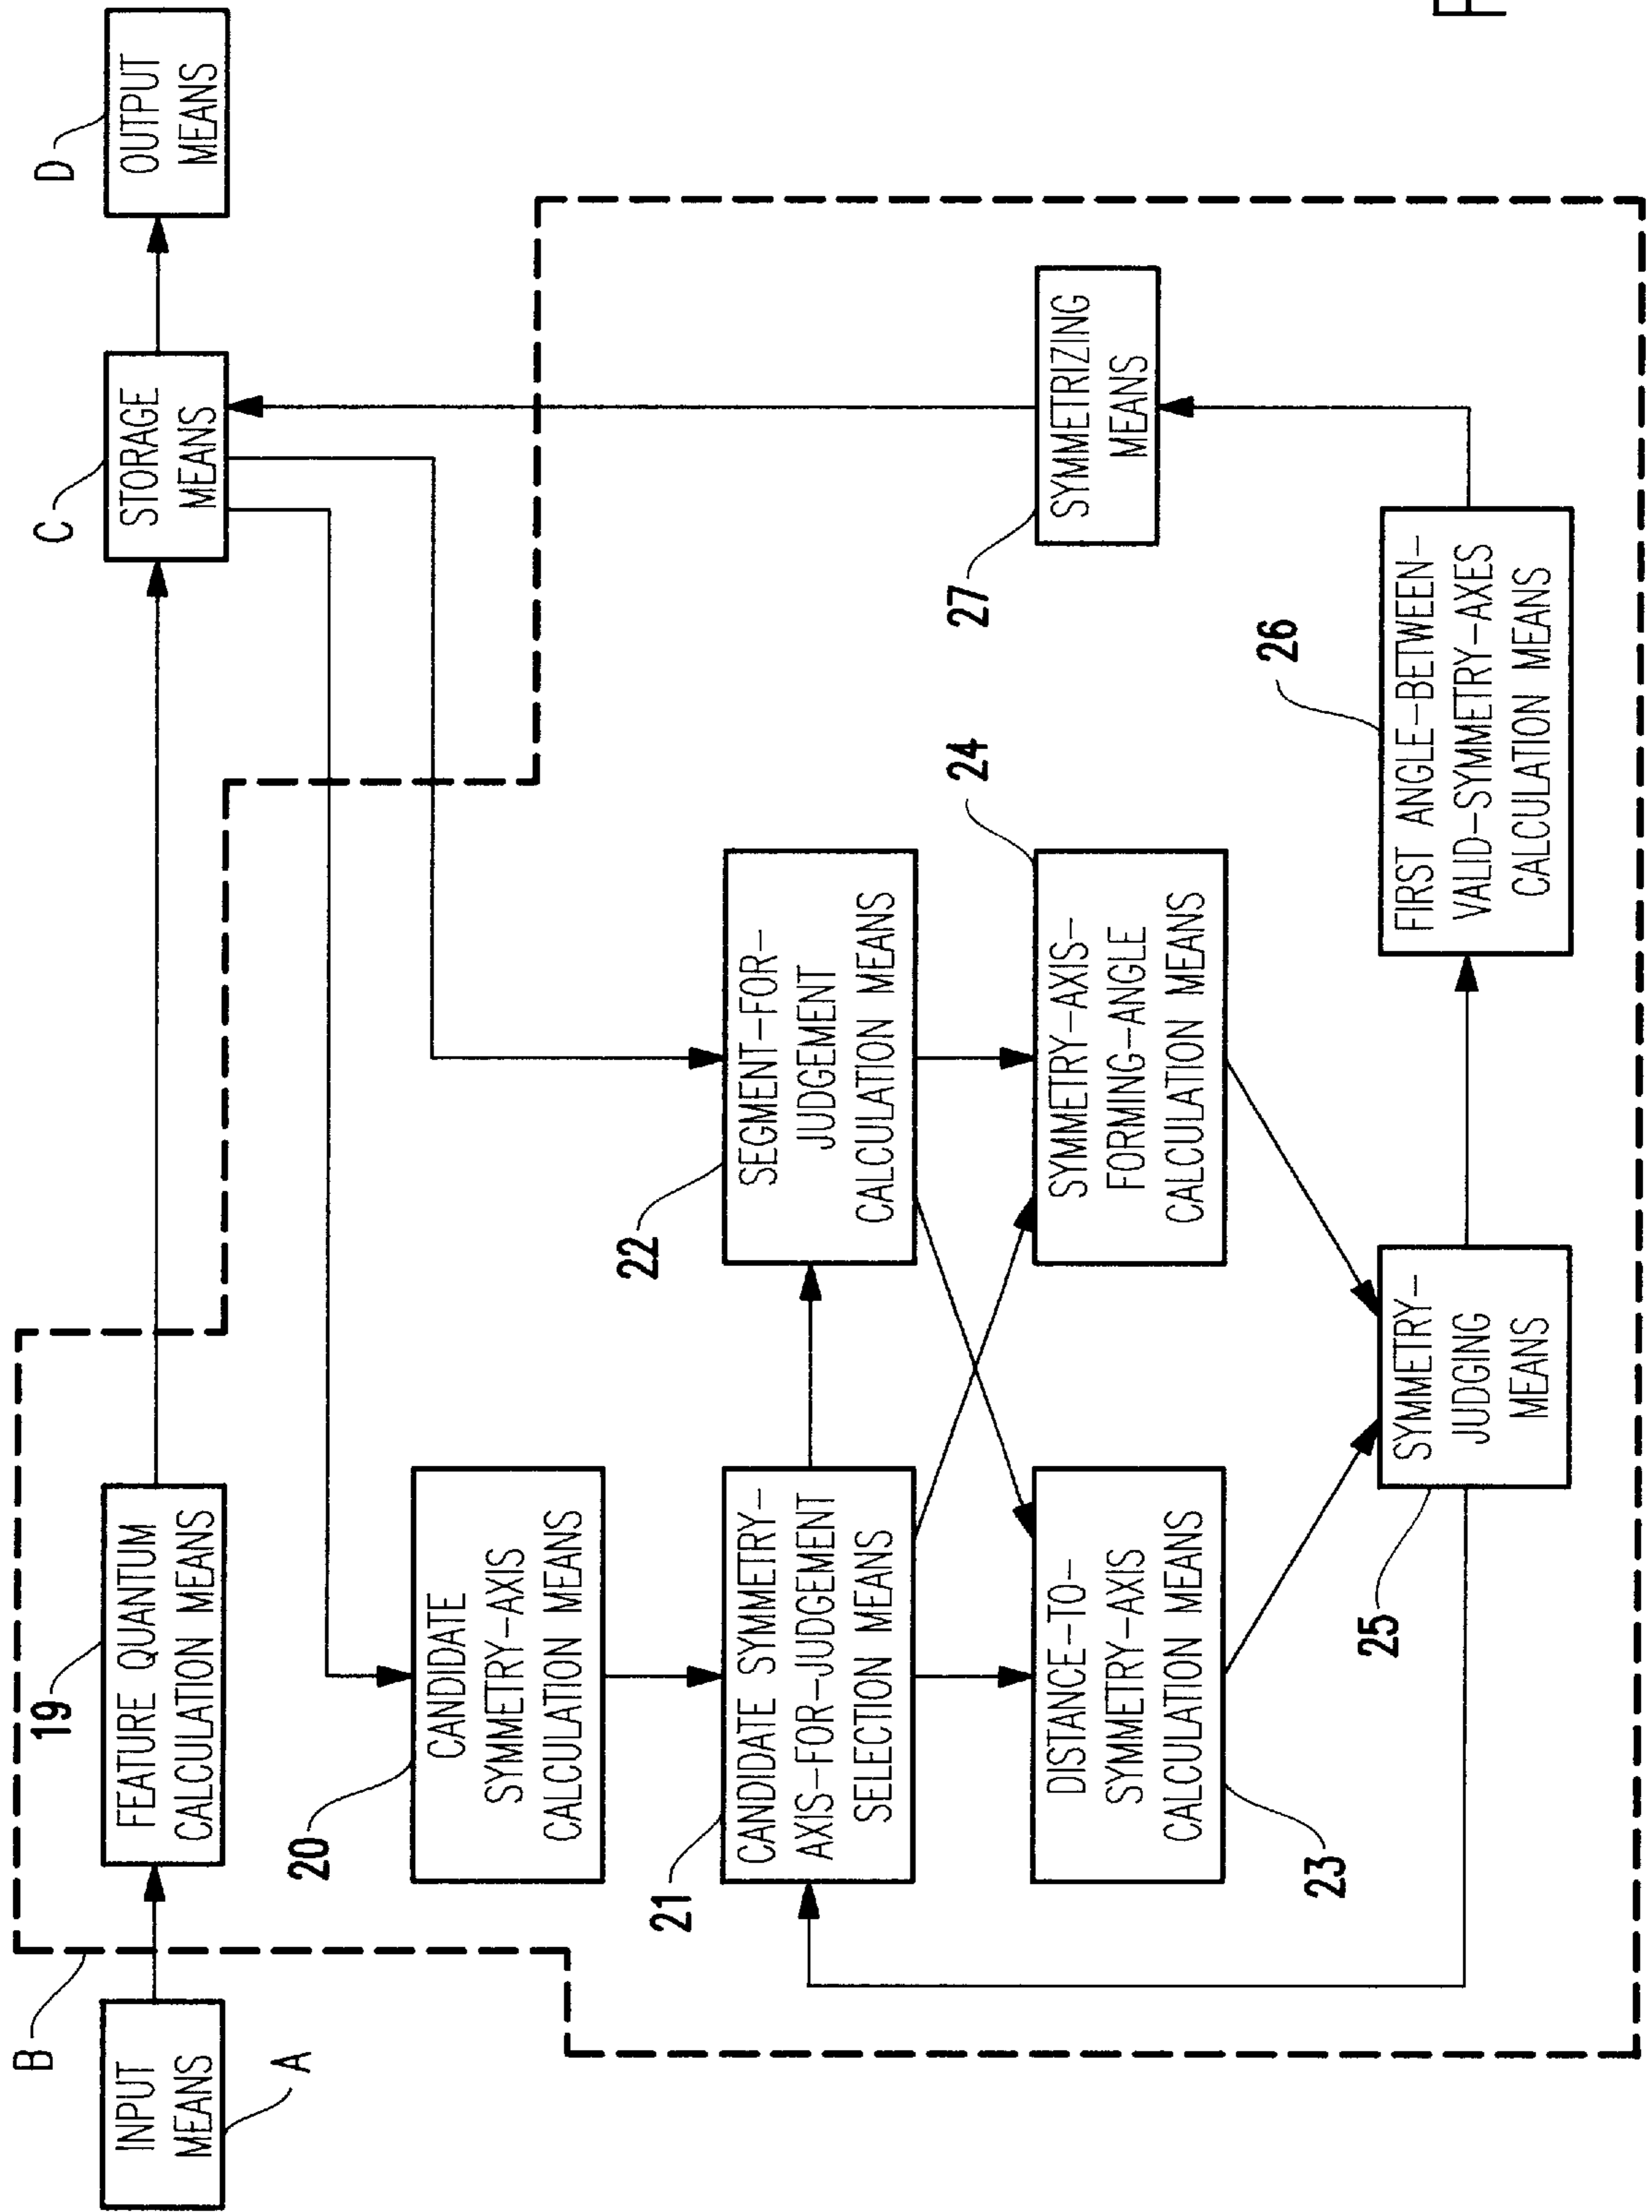 B
INPUT
MEANS
A
19
FEATURE QUANTUM
CALCULATION MEANS
C
STORAGE
MEANS
D
OUTPUT
MEANS
20
CANDIDATE
SYMMETRY-AXIS
CALCULATION MEANS
21
CANDIDATE SYMMETRY-
AXIS-FOR-JUDGEMENT
SELECTION MEANS
22
SEGMENT-FOR-
JUDGEMENT
CALCULATION MEANS
23
DISTANCE-TO-
SYMMETRY-AXIS
CALCULATION MEANS
24
SYMMETRY-AXIS-
FORMING-ANGLE
CALCULATION MEANS
27
SYMMETRIZING
MEANS
25
SYMMETRY-
JUDGING
MEANS
26
FIRST ANGLE-BETWEEN-
VALID-SYMMETRY-AXES
CALCULATION MEANS